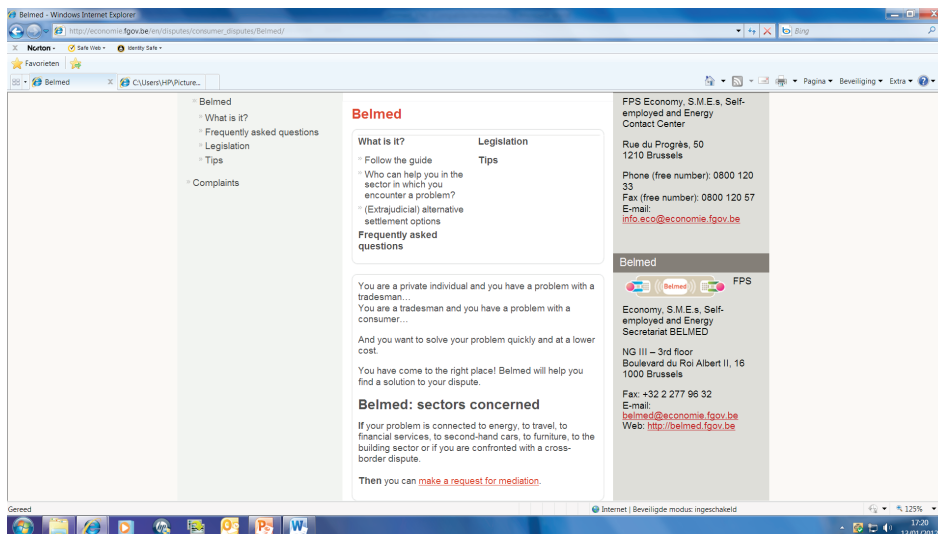 Belmed - Windows Internet Explorer
http://economie.fgov.be/en/disputes/consumer_disputes/Belmed/
Bing
X Norton - Safe Web - Identity Safe -
Favorieten
Belmed X C:\Users\HP\Picture...
Pagina Beveiliging Extra
Belmed
What is it?
Frequently asked questions
Legislation
Tips
Complaints
Belmed
What is it?
Follow the guide
Who can help you in the
sector in which you
encounter a problem?
(Extrajudicial) alternative
settlement options
Frequently asked
questions
Legislation
Tips
You are a private individual and you have a problem with a
tradesman…
You are a tradesman and you have a problem with a
consumer…
And you want to solve your problem quickly and at a lower
cost.
You have come to the right place! Belmed will help you
find a solution to your dispute.
Belmed: sectors concerned
If your problem is connected to energy, to travel, to
financial services, to second-hand cars, to furniture, to the
building sector or if you are confronted with a cross-
border dispute.
Then you can make a request for mediation.
FPS Economy, S.M.E.s, Self-
employed and Energy
Contact Center
Rue du Progrès, 50
1210 Brussels
Phone (free number): 0800 120
33
Fax (free number): 0800 120 57
E-mail:
info.eco@economie.fgov.be
Belmed
Belmed FPS
Economy, S.M.E.s, Self-
employed and Energy
Secretariat BELMED
NG III – 3rd floor
Boulevard du Roi Albert II, 16
1000 Brussels
Fax: +32 2 277 96 32
E-mail:
belmed@economie.fgov.be
Web: http://belmed.fgov.be
Gereed
Internet | Beveiligde modus: ingeschakeld
125%
17:20